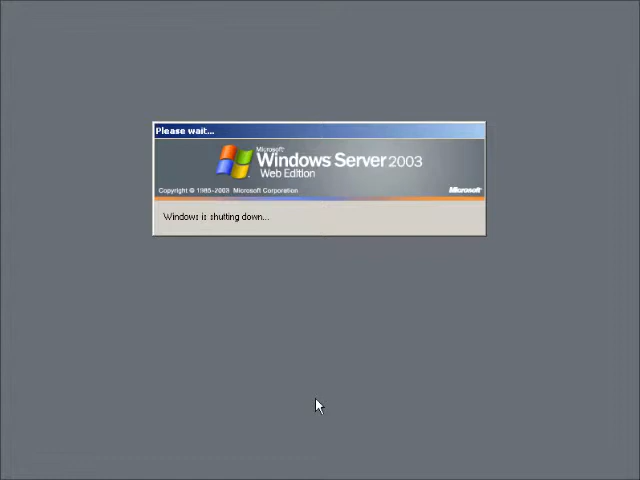 Please wait...
Microsoft
Windows Server 2003
Web Edition
Copyright © 1985-2003 Microsoft Corporation
Microsoft
Windows is shutting down...